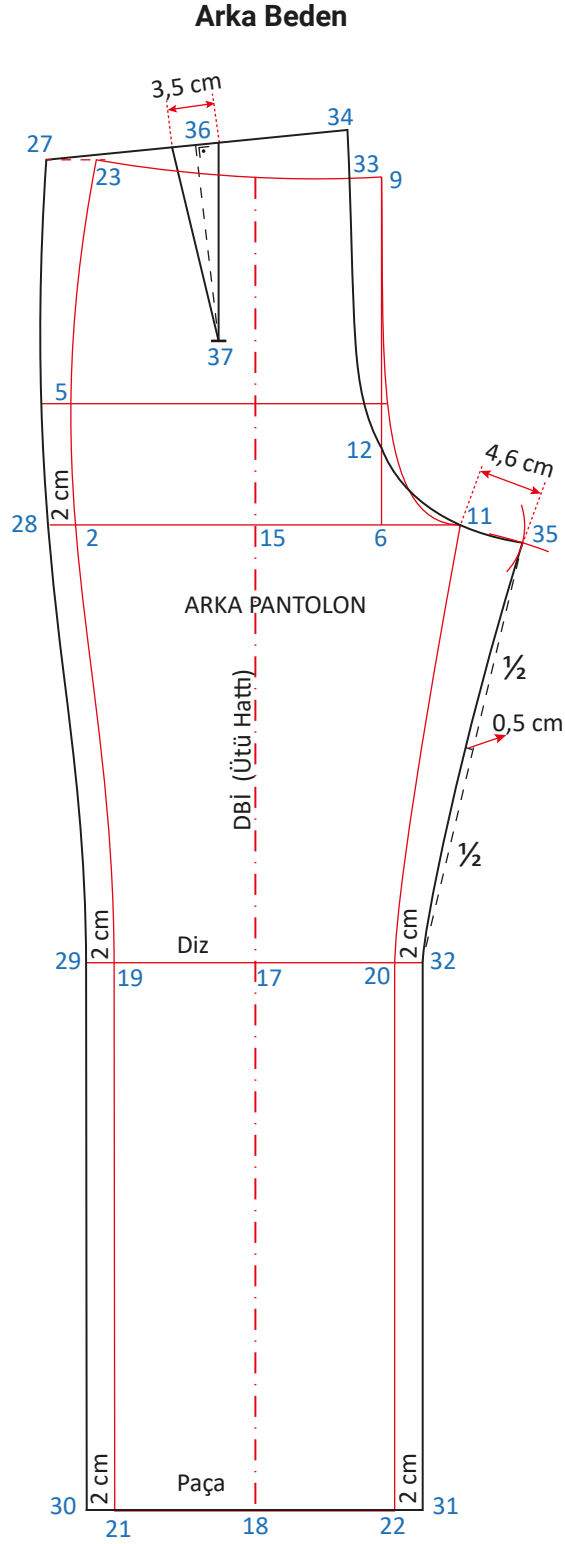 Arka Beden
3,5 cm
36
34
27
23
33
9
37
5
12
4,6 cm
2 cm
28
2
15
6
11
35
ARKA PANTOLON
½
DBİ (Ütü Hattı)
0,5 cm
½
2 cm
Diz
2 cm
29
19
17
20
32
2 cm
Paça
2 cm
30
21
18
22
31